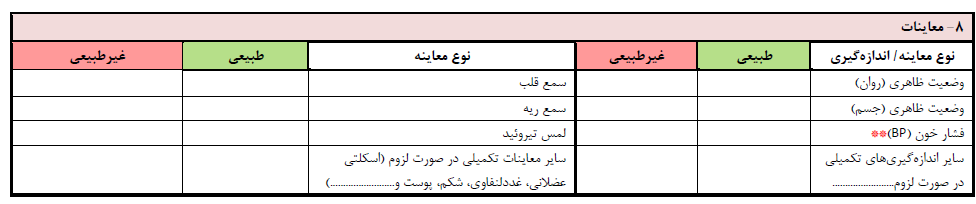 ۸- معاینات
نوع معاینه/ اندازه‌گیری طبیعی غیرطبیعی نوع معاینه طبیعی غیرطبیعی
وضعیت ظاهری (روان) سمع قلب
وضعیت ظاهری (جسم) سمع ریه
فشار خون (BP)** لمس تیروئید
سایر اندازه‌گیری‌های تکمیلی سایر معاینات تکمیلی در صورت لزوم (اسکلتی
در صورت لزوم........................ عضلانی، غددلنفاوی، شکم، پوست و..........................)